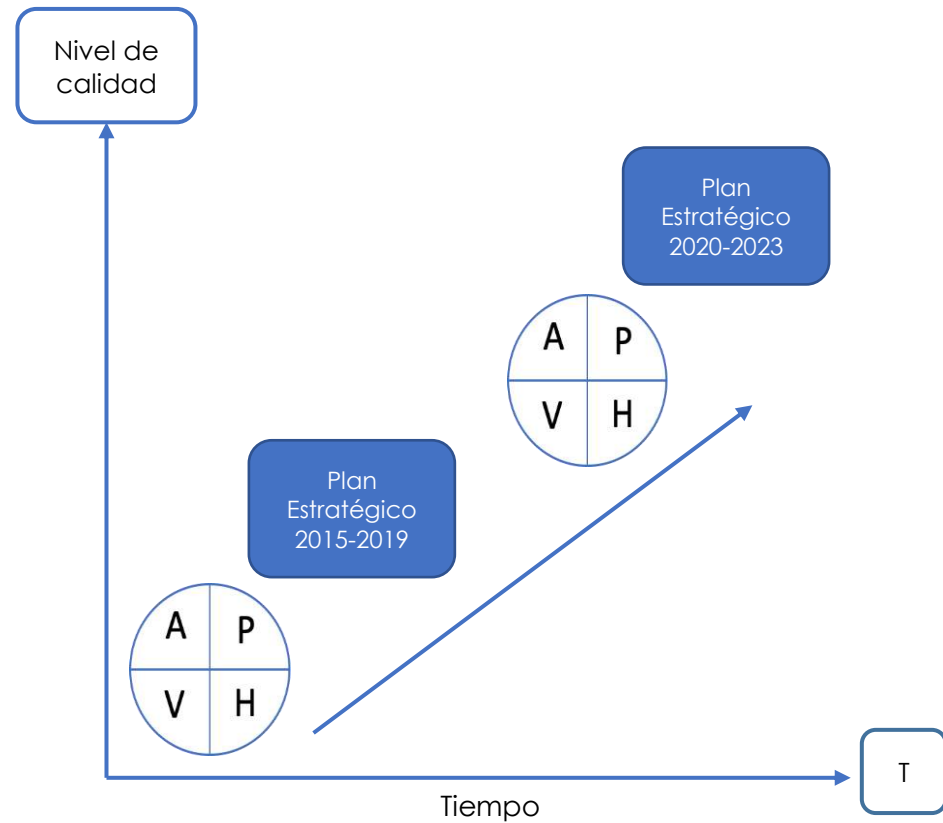 Nivel de
calidad
Plan
Estratégico
2020-2023
A P
V H
Plan
Estratégico
2015-2019
A P
V H
T
Tiempo